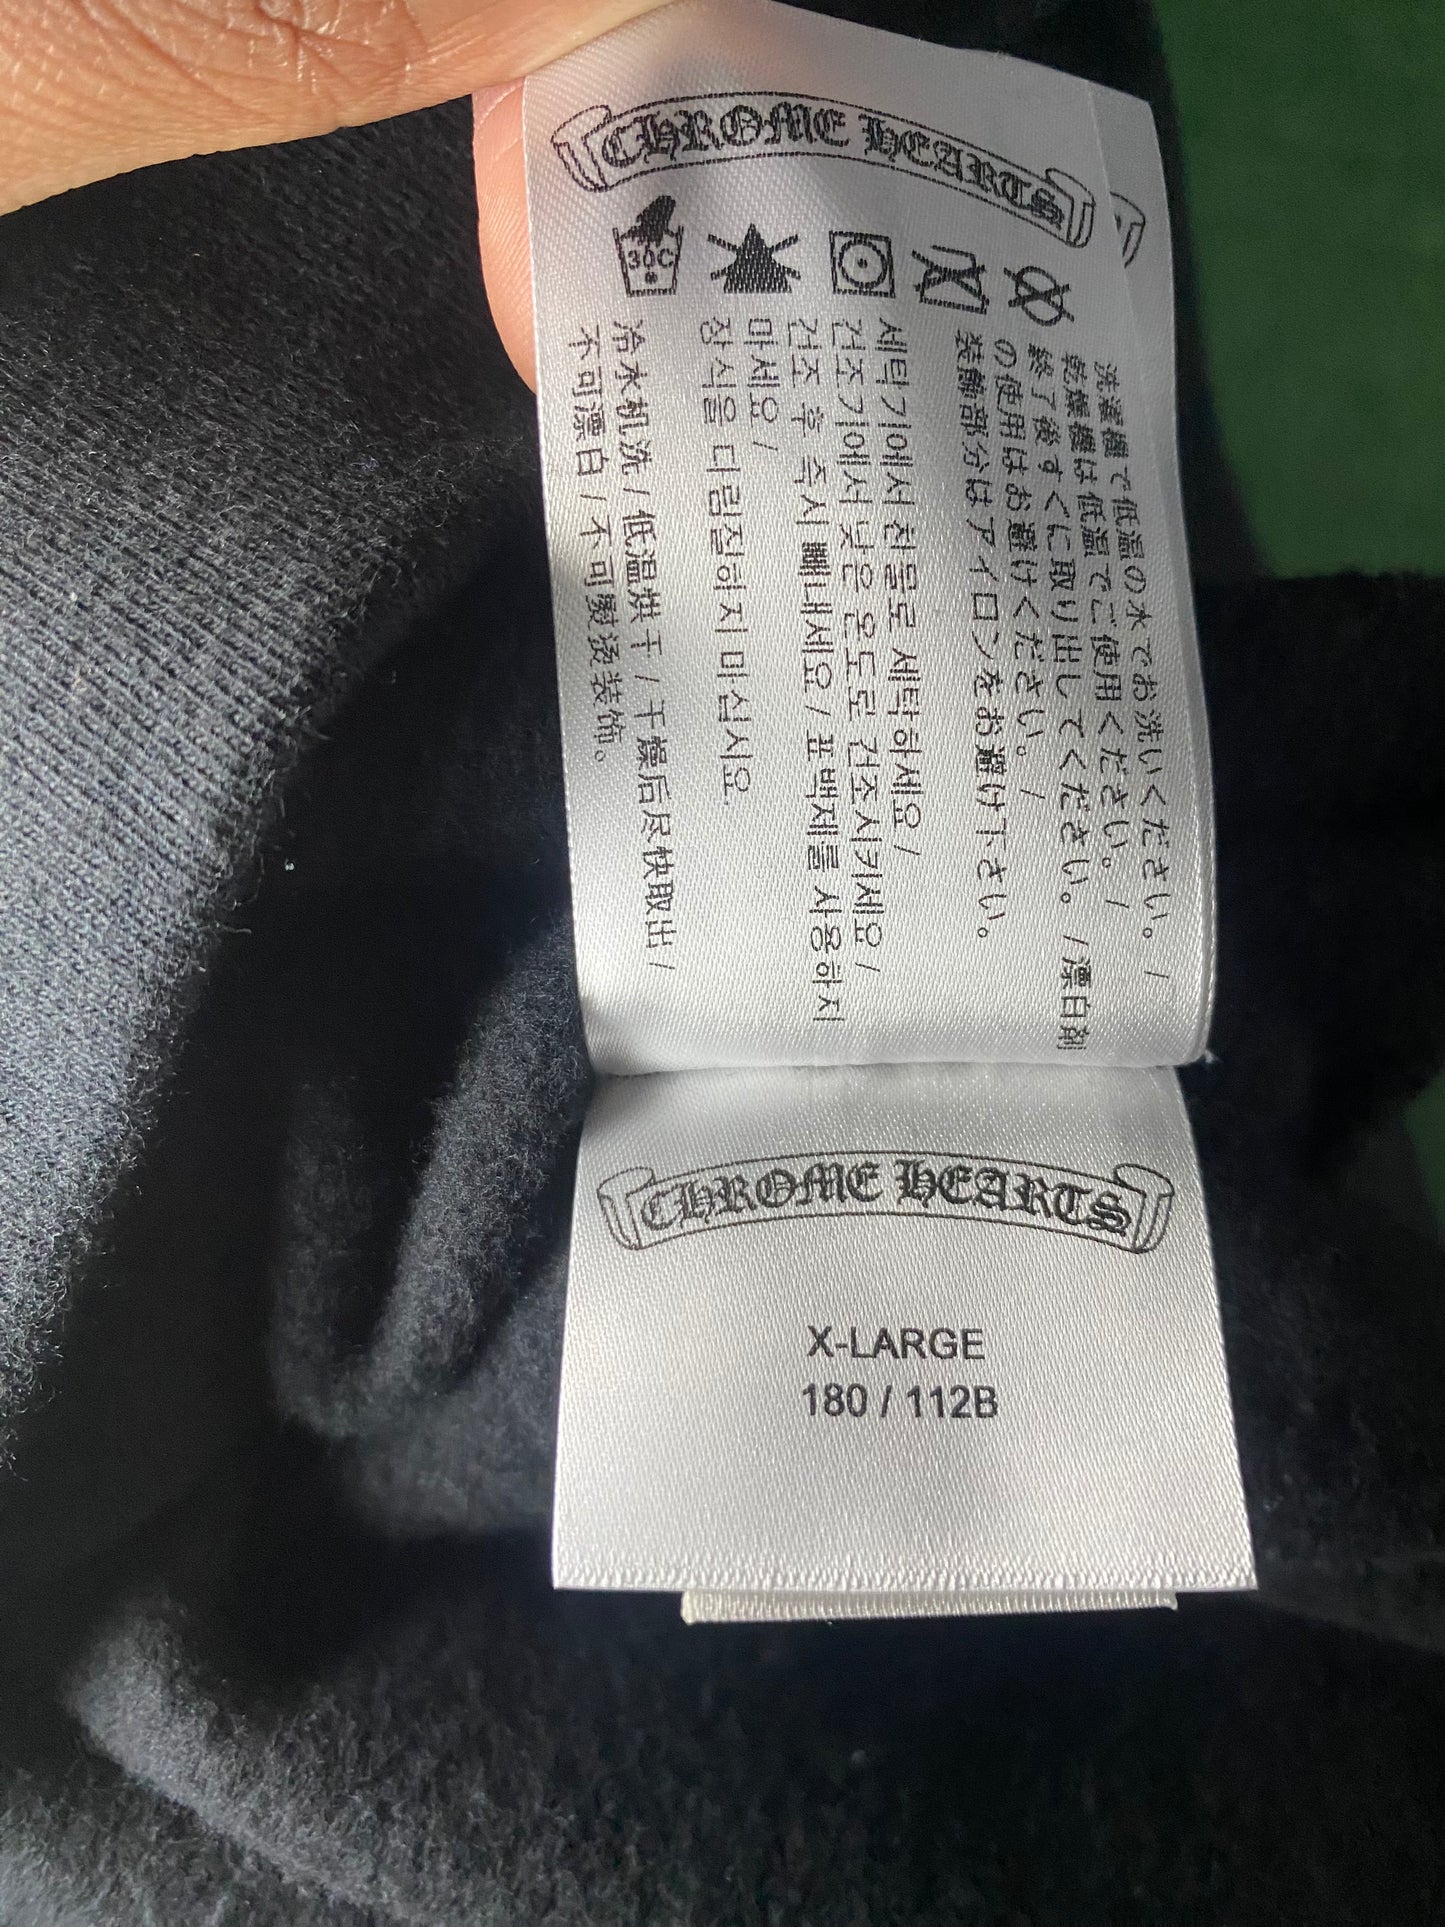 CHROME HEARTS
30C
洗濯機で低温の水でお洗いください。 /
乾燥機は低温でご使用ください。 /
終了後すぐに取り出してください。 / 漂白剤
の使用はお避けください。 /
装飾部分はアイロンをお避け下さい。
세탁기에서 찬물로 세탁하세요 /
건조기에서 낮은 온도로 건조시키세요 /
건조 후 즉시 빼내세요 / 표백제를 사용하지
마세요 /
장식을 다림질하지 마십시요.
冷水机洗 / 低温烘干 / 干燥后尽快取出 /
不可漂白 / 不可熨烫装饰。
CHROME HEARTS
X-LARGE
180 / 112B